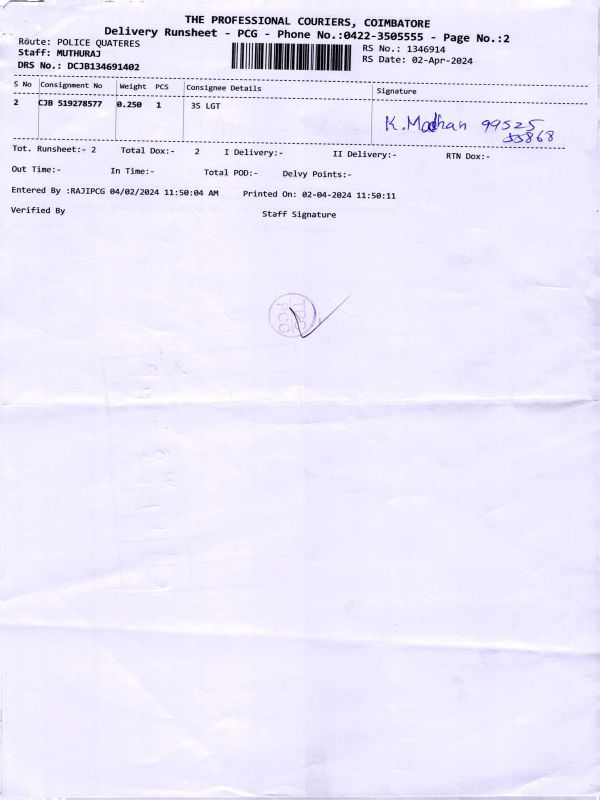 THE PROFESSIONAL COURIERS, COIMBATORE
Delivery Runsheet - PCG - Phone No.:0422-3505555 - Page No.:2
Route: POLICE QUATERES
RS No.: 1346914
Staff: MUTHURAJ
RS Date: 02-Apr-2024
DRS No.: DCJB134691402
S No Consignment No Weight PCS Consignee Details Signature
2 CJB 519278577 0.250 1 3S LGT
K.Madhan 99525
55868
Tot. Runsheet:- 2 Total Dox:- 2 I Delivery:- II Delivery:- RTN Dox:-
Out Time:- In Time:- Total POD:- Delvy Points:-
Entered By :RAJIPCG 04/02/2024 11:50:04 AM Printed On: 02-04-2024 11:50:11
Verified By Staff Signature
TPC
PCG